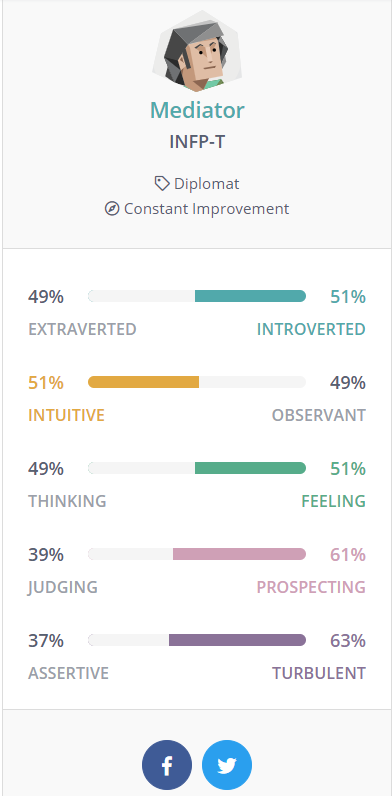 Mediator
INFP-T
Diplomat
Constant Improvement
49% 51%
EXTRAVERTED INTROVERTED
51% 49%
INTUITIVE OBSERVANT
49% 51%
THINKING FEELING
39% 61%
JUDGING PROSPECTING
37% 63%
ASSERTIVE TURBULENT